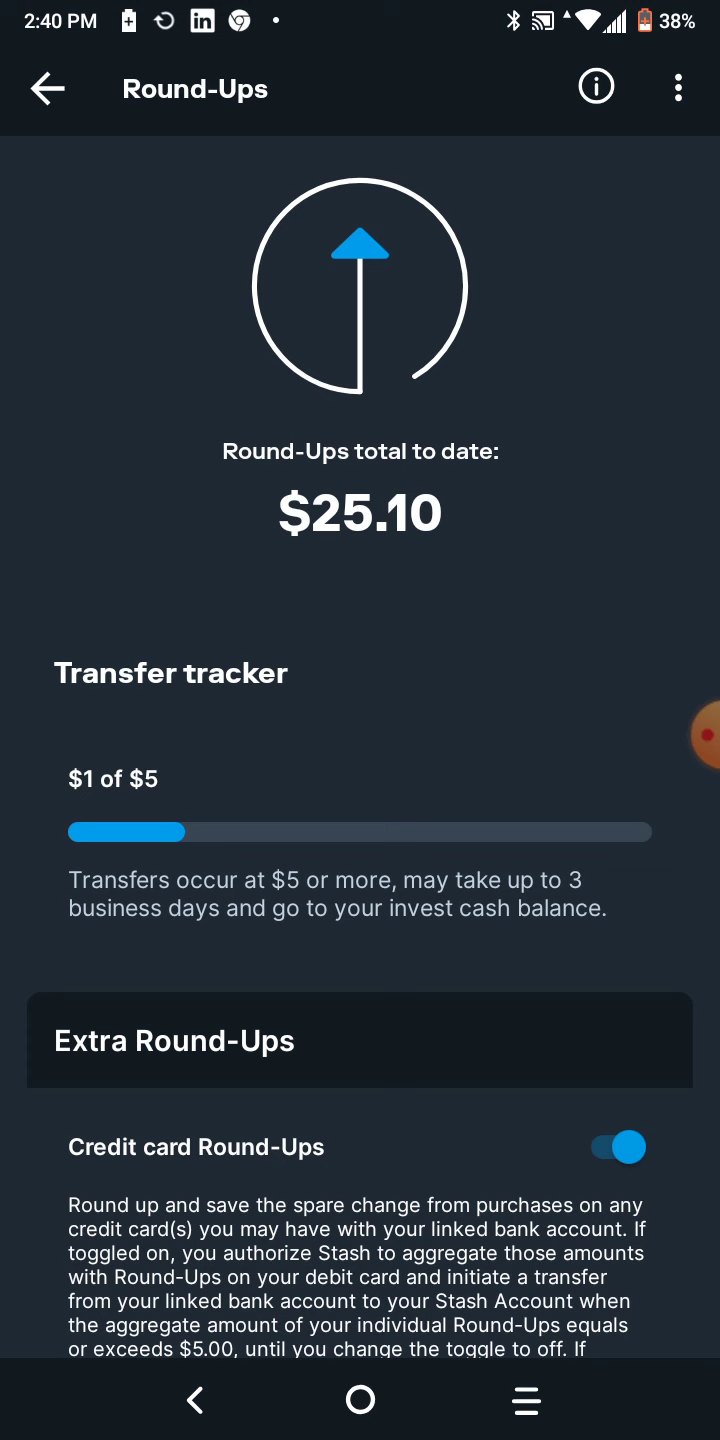 2:40 PM
38%
Round-Ups
Round-Ups total to date:
$25.10
Transfer tracker
$1 of $5
Transfers occur at $5 or more, may take up to 3
business days and go to your invest cash balance.
Extra Round-Ups
Credit card Round-Ups
Round up and save the spare change from purchases on any
credit card(s) you may have with your linked bank account. If
toggled on, you authorize Stash to aggregate those amounts
with Round-Ups on your debit card and initiate a transfer
from your linked bank account to your Stash Account when
the aggregate amount of your individual Round-Ups equals
or exceeds $5.00, until you change the toggle to off. If